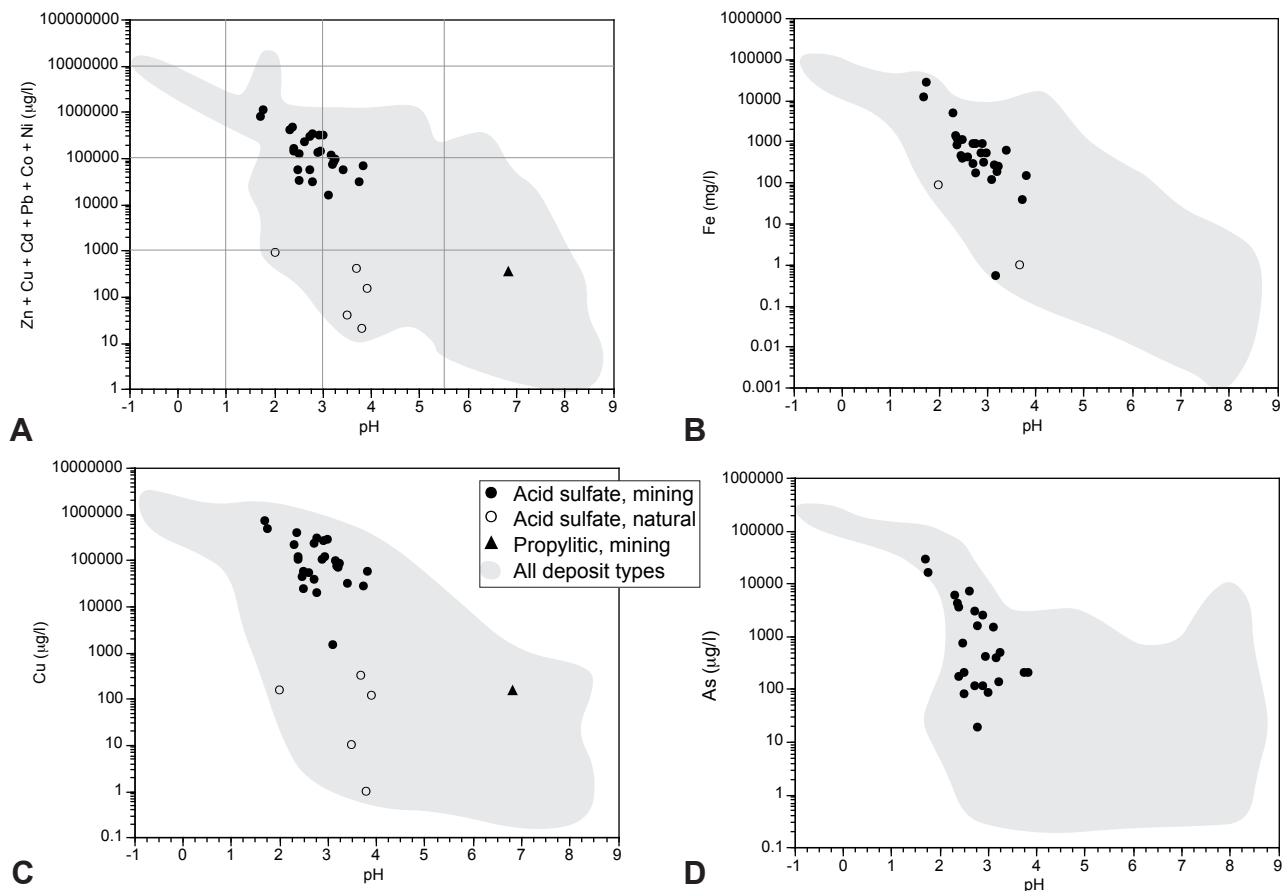 100000000
10000000
1000000
100000
10000
1000
100
10
1
Zn + Cu + Cd + Pb + Co + Ni (µg/l)
-1 0 1 2 3 4 5 6 7 8 9
pH
A
1000000
100000
10000
1000
100
10
1
0.1
0.01
0.001
Fe (mg/l)
-1 0 1 2 3 4 5 6 7 8 9
pH
B
10000000
1000000
100000
10000
1000
100
10
1
0.1
Cu (µg/l)
-1 0 1 2 3 4 5 6 7 8 9
pH
C
Acid sulfate, mining
Acid sulfate, natural
Propylitic, mining
All deposit types
1000000
100000
10000
1000
100
10
1
0.1
As (µg/l)
-1 0 1 2 3 4 5 6 7 8 9
pH
D